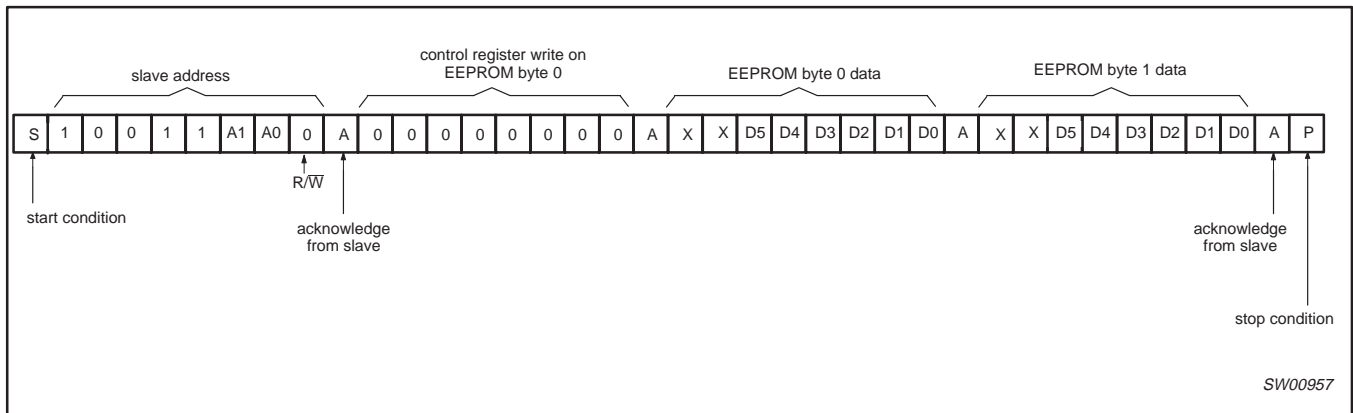 control register write on
EEPROM byte 0
slave address
EEPROM byte 0 data
EEPROM byte 1 data
S 1 0 0 1 1 A1 A0 0 A 0 0 0 0 0 0 0 0 A X X D5 D4 D3 D2 D1 D0 A X X D5 D4 D3 D2 D1 D0 A P
R/W̅
start condition
acknowledge
from slave
acknowledge
from slave
stop condition
SW00957